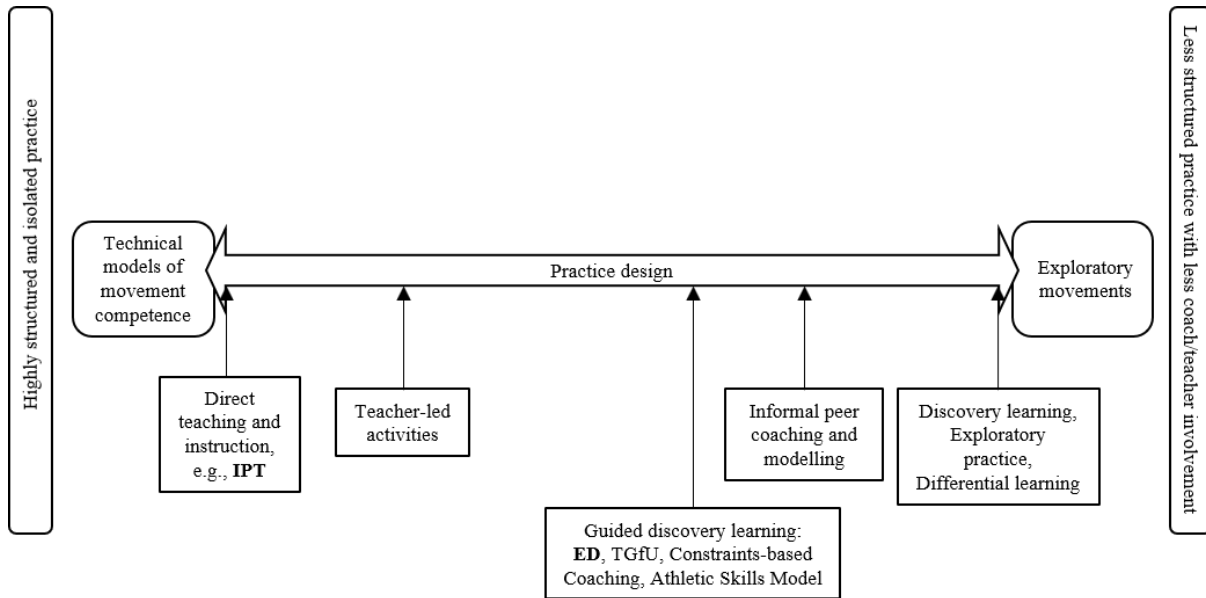 Highly structured and isolated practice
Technical
models of
movement
competence
Practice design
Exploratory
movements
Less structured practice with less coach/teacher involvement
Direct
teaching and
instruction,
e.g., IPT
Teacher-led
activities
Guided discovery learning:
ED, TGfU, Constraints-based
Coaching, Athletic Skills Model
Informal peer
coaching and
modelling
Discovery learning,
Exploratory
practice,
Differential learning